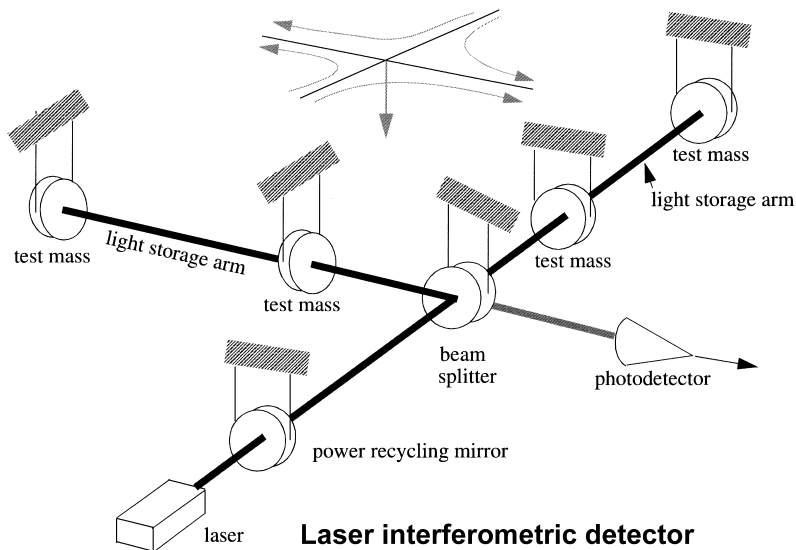 test mass
light storage arm
test mass
light storage arm
test mass
test mass
beam
splitter
photodetector
power recycling mirror
laser
Laser interferometric detector